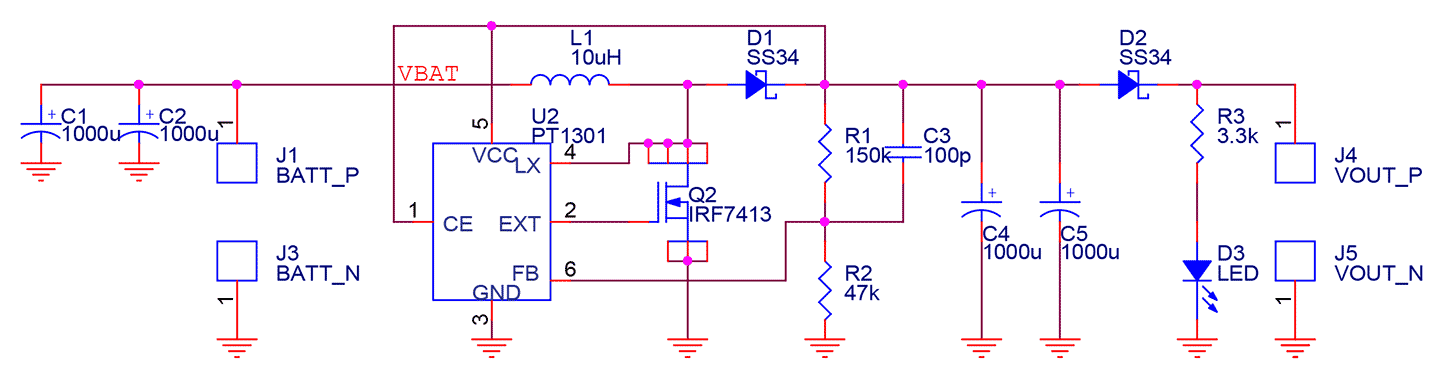 VBAT
L1
10uH
D1
SS34
D2
SS34
+
C1
1000u
+
C2
1000u
1
J1
BATT_P
J3
BATT_N
1
U2
PT1301
5
VCC
LX
4
1
CE
EXT
2
FB
6
GND
3
Q2
IRF7413
R1
150k
C3
100p
R2
47k
+
C4
1000u
+
C5
1000u
R3
3.3k
D3
LED
1
J4
VOUT_P
J5
VOUT_N
1